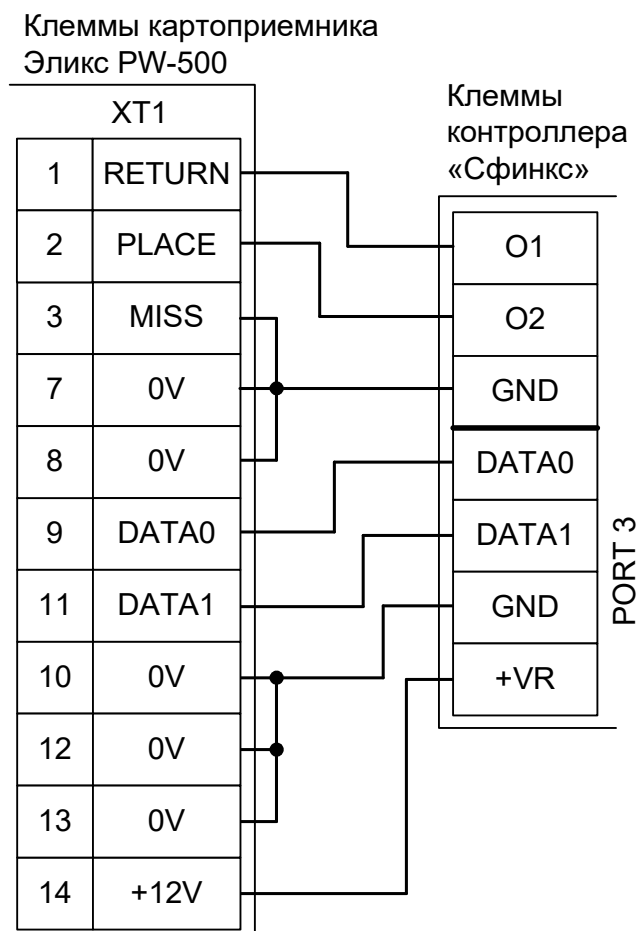 Клеммы картоприемника
Эликс PW-500
XT1
1 RETURN
2 PLACE
3 MISS
7 0V
8 0V
9 DATA0
11 DATA1
10 0V
12 0V
13 0V
14 +12V
Клеммы
контроллера
«Сфинкс»
O1
O2
GND
DATA0
DATA1
GND
+VR
PORT 3